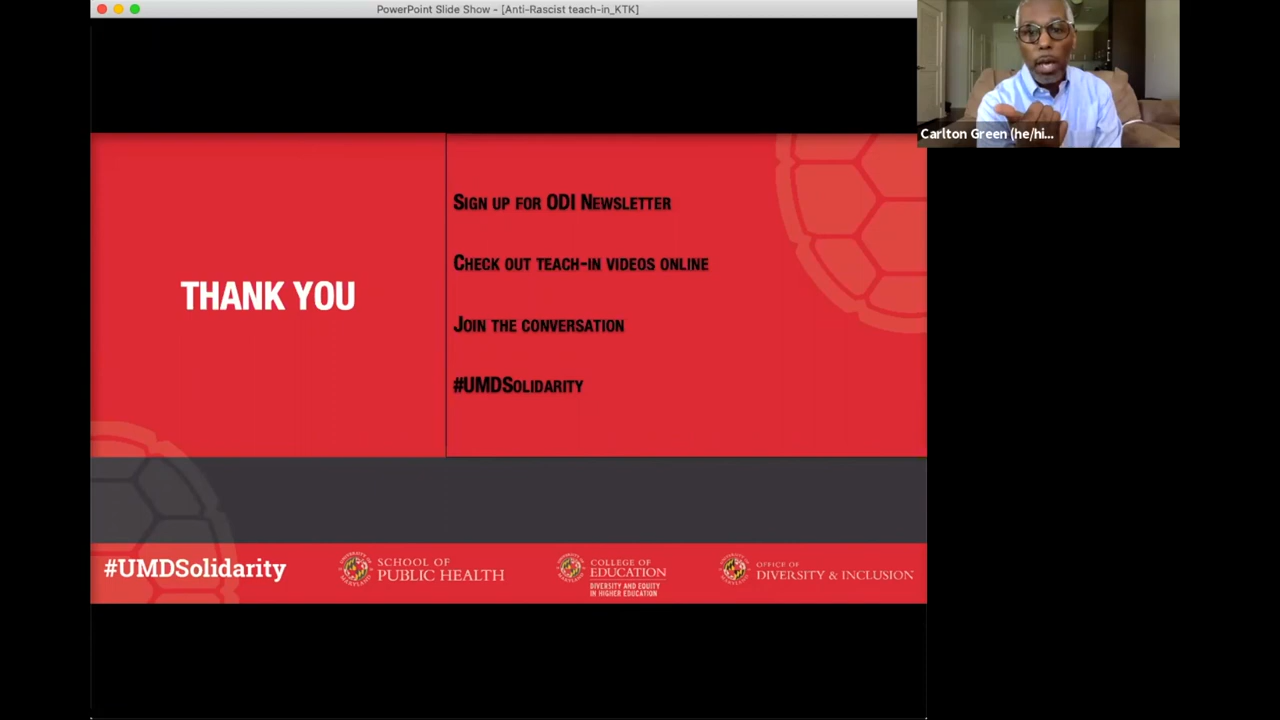 PowerPoint Slide Show - [Anti-Rascist teach-in_KTK]
Carlton Green (he/hi...
THANK YOU
Sign up for ODI Newsletter
Check out teach-in videos online
Join the conversation
#UMDSolidarity
#UMDSolidarity
SCHOOL OF
PUBLIC HEALTH
COLLEGE OF
EDUCATION
DIVERSITY AND EQUITY
IN HIGHER EDUCATION
OFFICE OF
DIVERSITY & INCLUSION